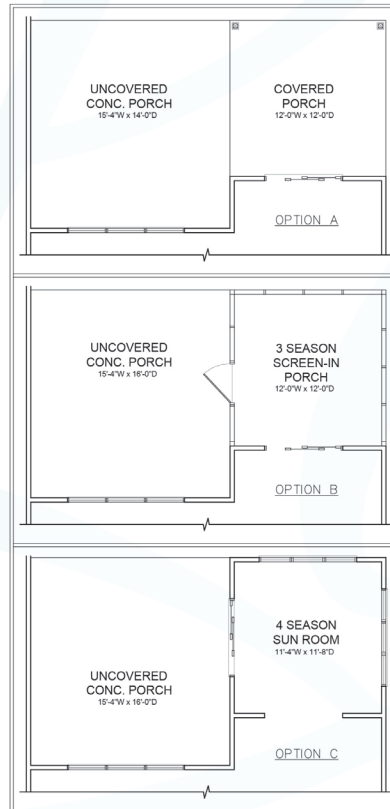 UNCOVERED
CONC. PORCH
15'-4"W x 14'-0"D
COVERED
PORCH
12'-0"W x 12'-0"D
OPTION A
UNCOVERED
CONC. PORCH
15'-4"W x 16'-0"D
3 SEASON
SCREEN-IN
PORCH
12'-0"W x 12'-0"D
OPTION B
4 SEASON
SUN ROOM
11'-4"W x 11'-8"D
UNCOVERED
CONC. PORCH
15'-4"W x 16'-0"D
OPTION C